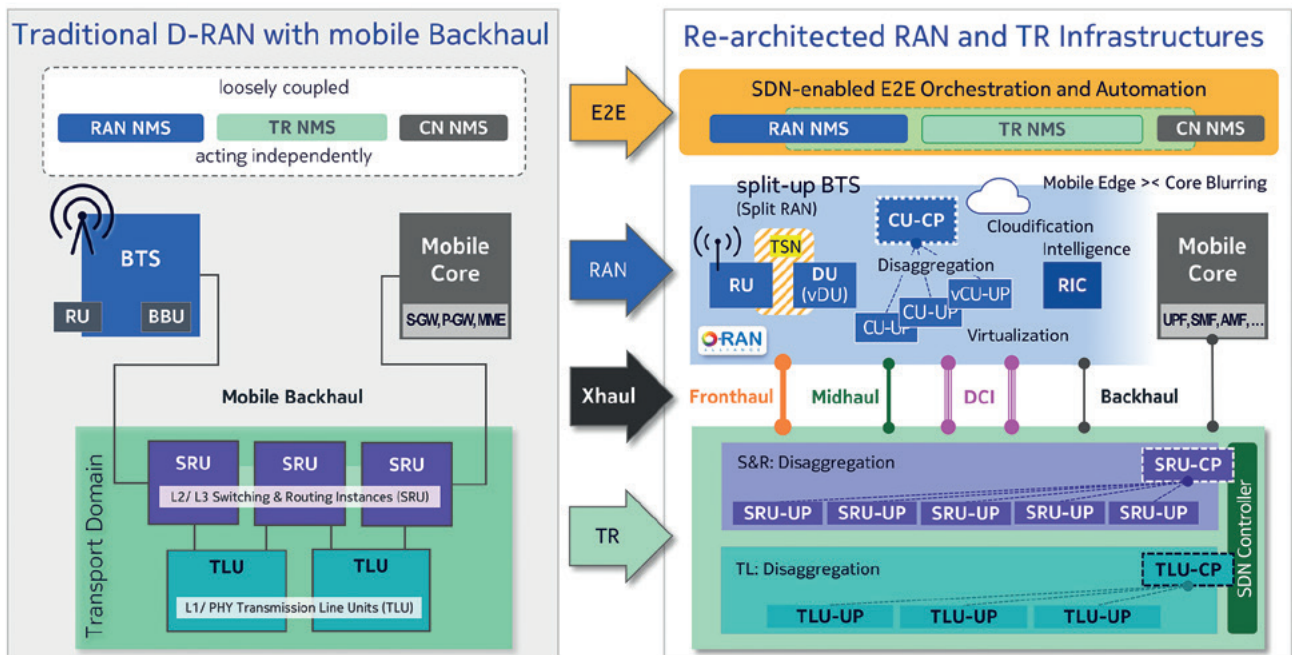 Traditional D-RAN with mobile Backhaul
loosely coupled
RAN NMS
TR NMS
CN NMS
acting independently
BTS
RU
BBU
Mobile
Core
S-GW, P-GW, MME
Mobile Backhaul
Transport Domain
SRU
SRU
SRU
L2/ L3 Switching & Routing Instances (SRU)
TLU
TLU
L1/ PHY Transmission Line Units (TLU)
E2E
RAN
Xhaul
TR
Re-architected RAN and TR Infrastructures
SDN-enabled E2E Orchestration and Automation
RAN NMS
TR NMS
CN NMS
split-up BTS
(Split RAN)
Mobile Edge >< Core Blurring
CU-CP
Cloudification
Intelligence
TSN
RU
DU
(vDU)
Disaggregation
vCU-UP
CU-UP
CU-UP
Virtualization
RIC
Mobile
Core
UPF, SMF, AMF, ...
O-RAN
ALLIANCE
Fronthaul
Midhaul
DCI
Backhaul
S&R: Disaggregation
SRU-CP
SRU-UP
SRU-UP
SRU-UP
SRU-UP
SRU-UP
TL: Disaggregation
TLU-CP
TLU-UP
TLU-UP
TLU-UP
SDN Controller